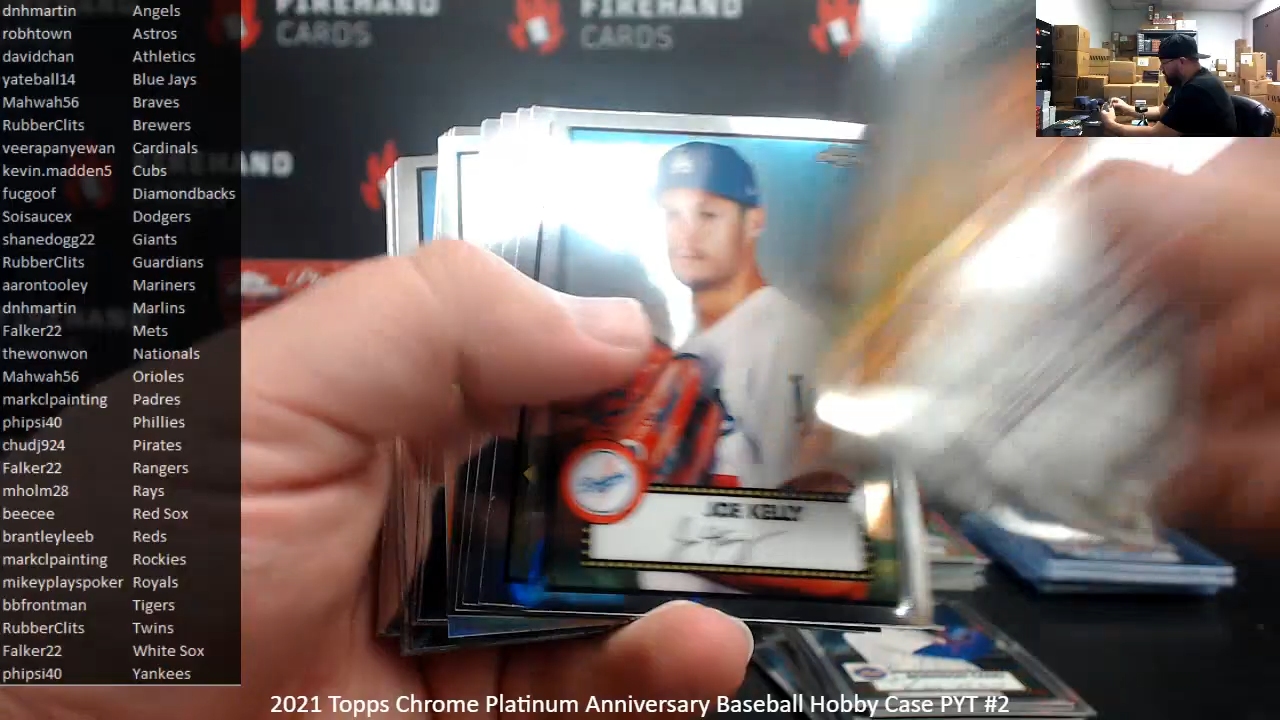 dnhmartin Angels
robhtown Astros
davidchan Athletics
yateball14 Blue Jays
Mahwah56 Braves
RubberClits Brewers
veerapanyewan Cardinals
kevin.madden5 Cubs
fucgoof Diamondbacks
Soisaucex Dodgers
shanedogg22 Giants
RubberClits Guardians
aarontooley Mariners
dnhmartin Marlins
Falker22 Mets
thewonwon Nationals
Mahwah56 Orioles
markclpainting Padres
phipsi40 Phillies
chudj924 Pirates
Falker22 Rangers
mholm28 Rays
beecee Red Sox
brantleyleeb Reds
markclpainting Rockies
mikeyplayspoker Royals
bbfrontman Tigers
RubberClits Twins
Falker22 White Sox
phipsi40 Yankees
FIREHAND
CARDS
FIREHAND
CARDS
JOE KELLY
2021 Topps Chrome Platinum Anniversary Baseball Hobby Case PYT #2